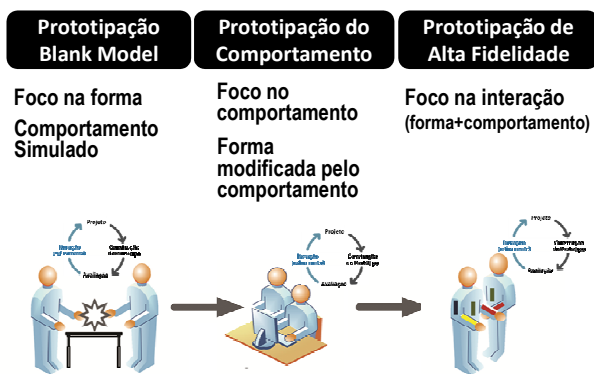 Prototipação
Blank Model
Prototipação do
Comportamento
Prototipação de
Alta Fidelidade
Foco na forma
Comportamento
Simulado
Foco no
comportamento
Forma
modificada pelo
comportamento
Foco na interação
(forma+comportamento)
Projeto
Avaliação
Projeto
Avaliação
Projeto
Avaliação